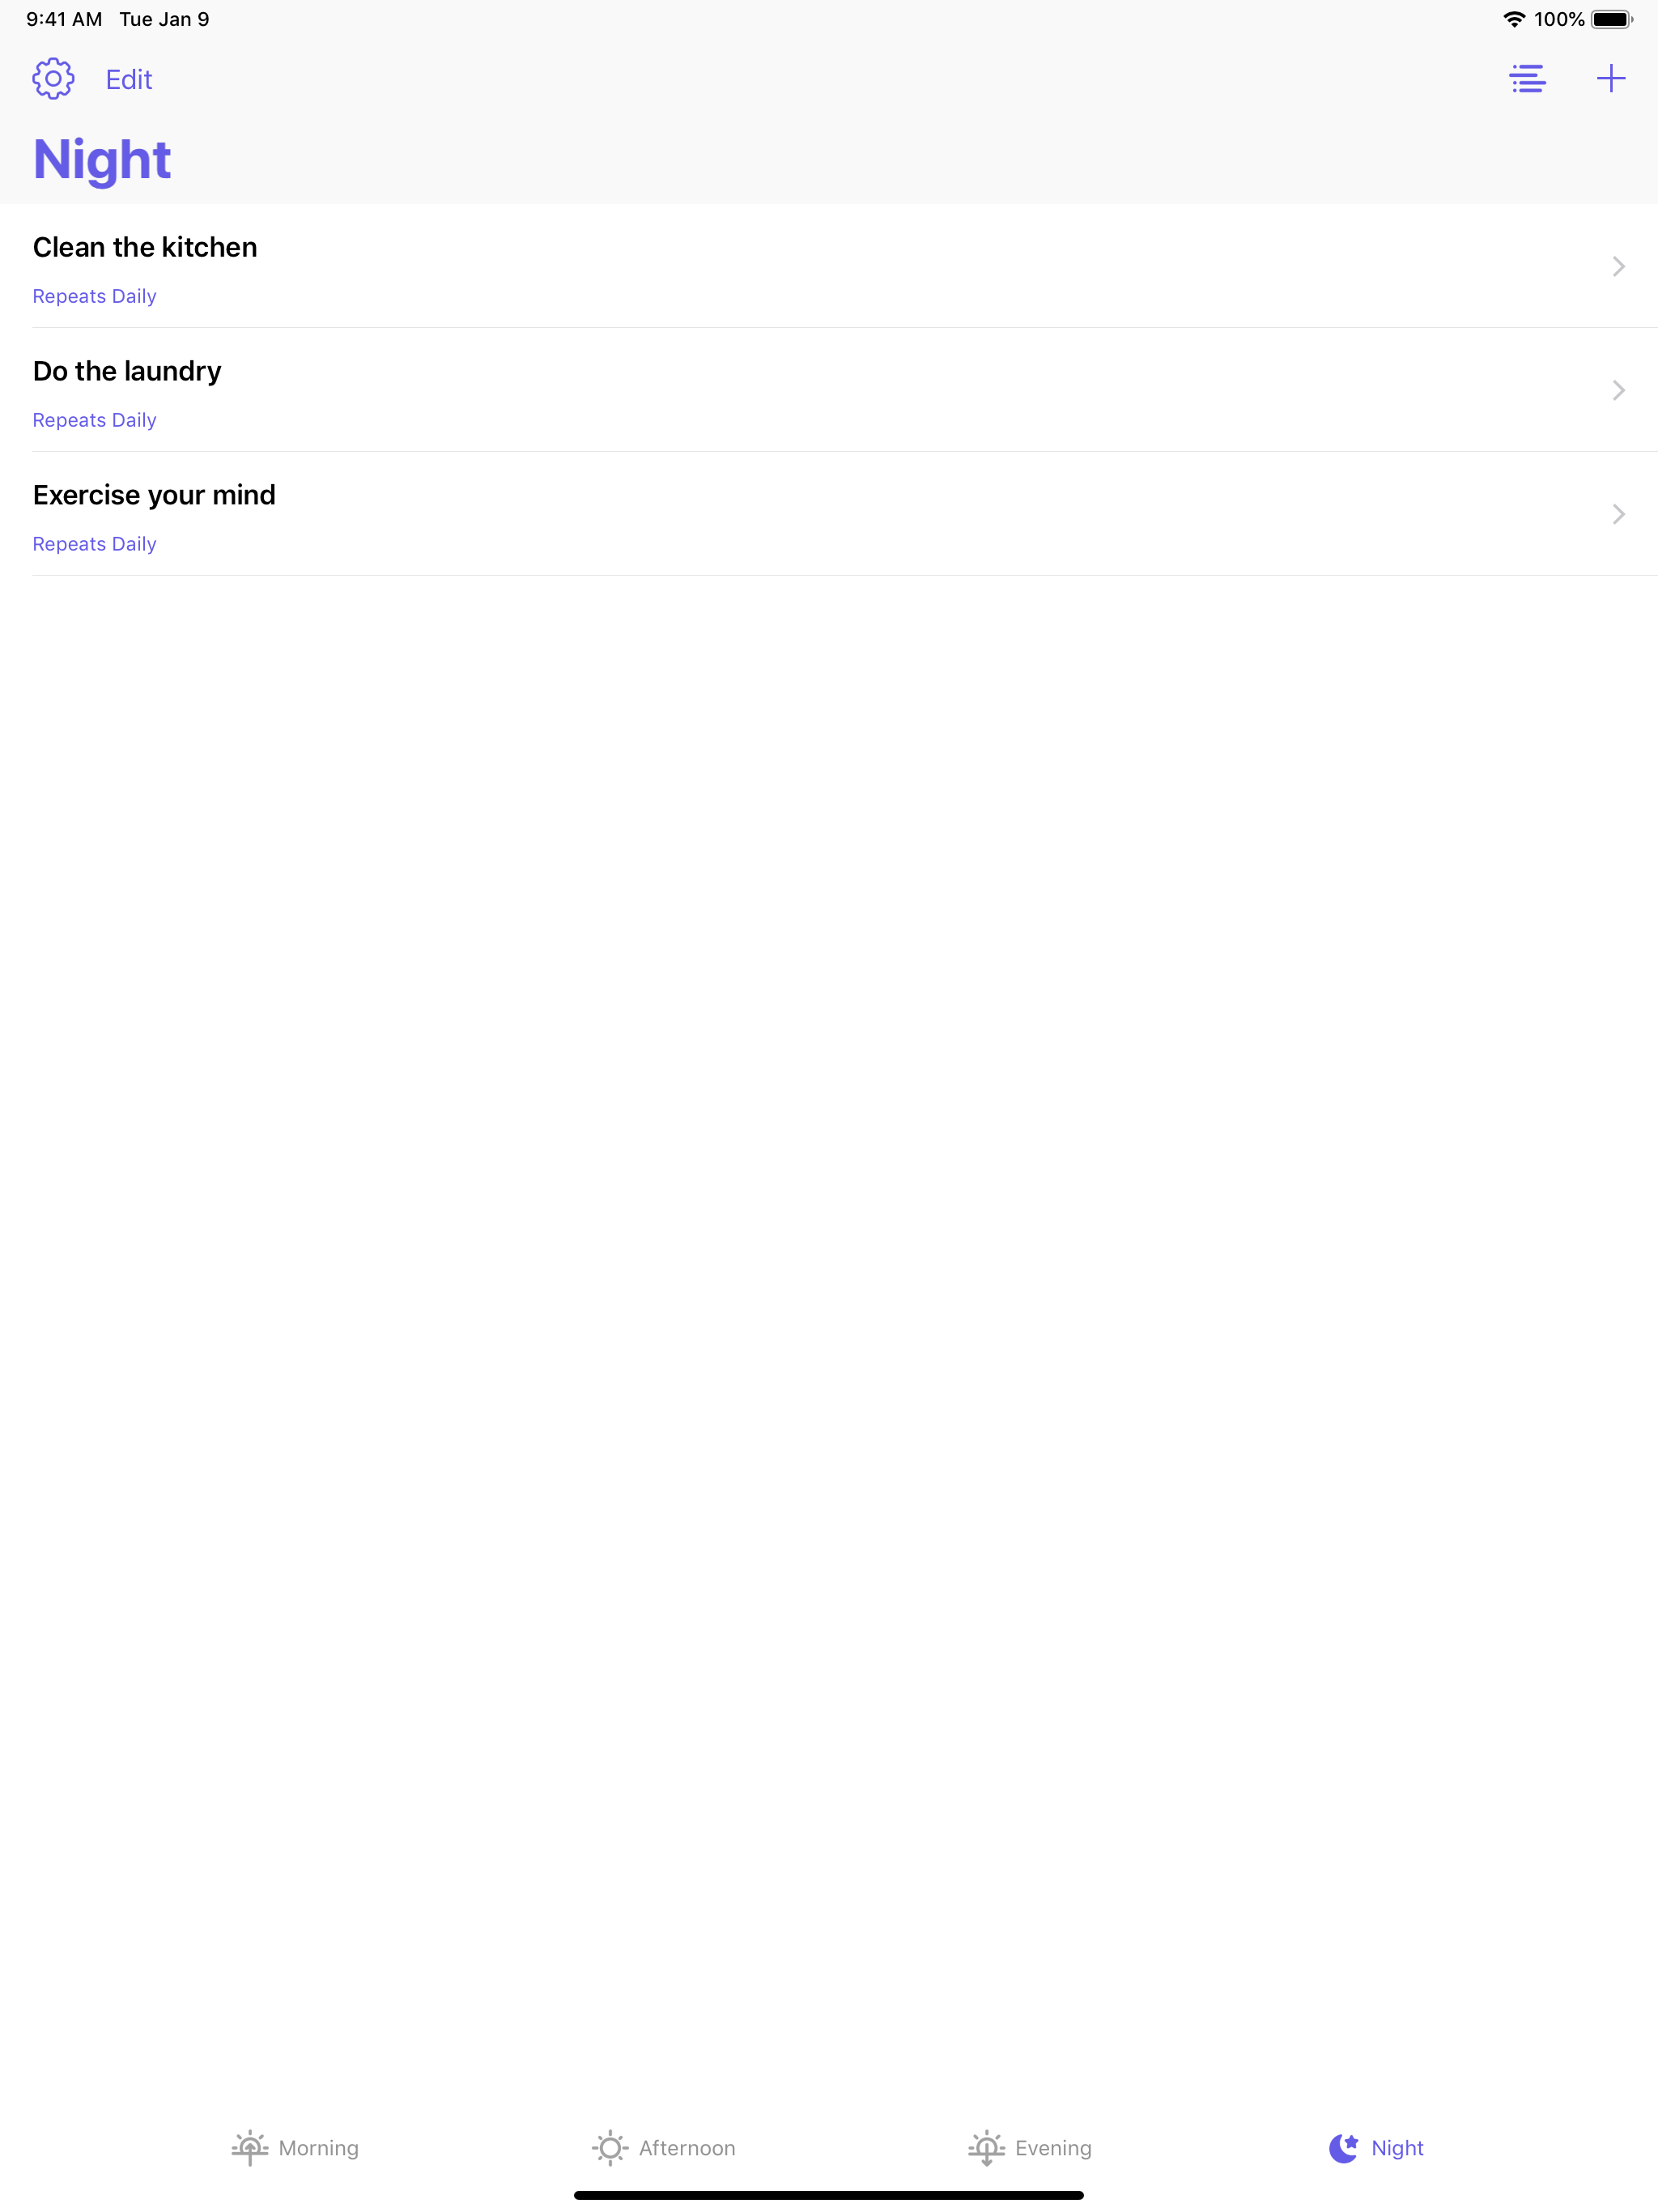 9:41 AM Tue Jan 9 100%
Edit
Night
Clean the kitchen
Repeats Daily
Do the laundry
Repeats Daily
Exercise your mind
Repeats Daily
Morning Afternoon Evening Night